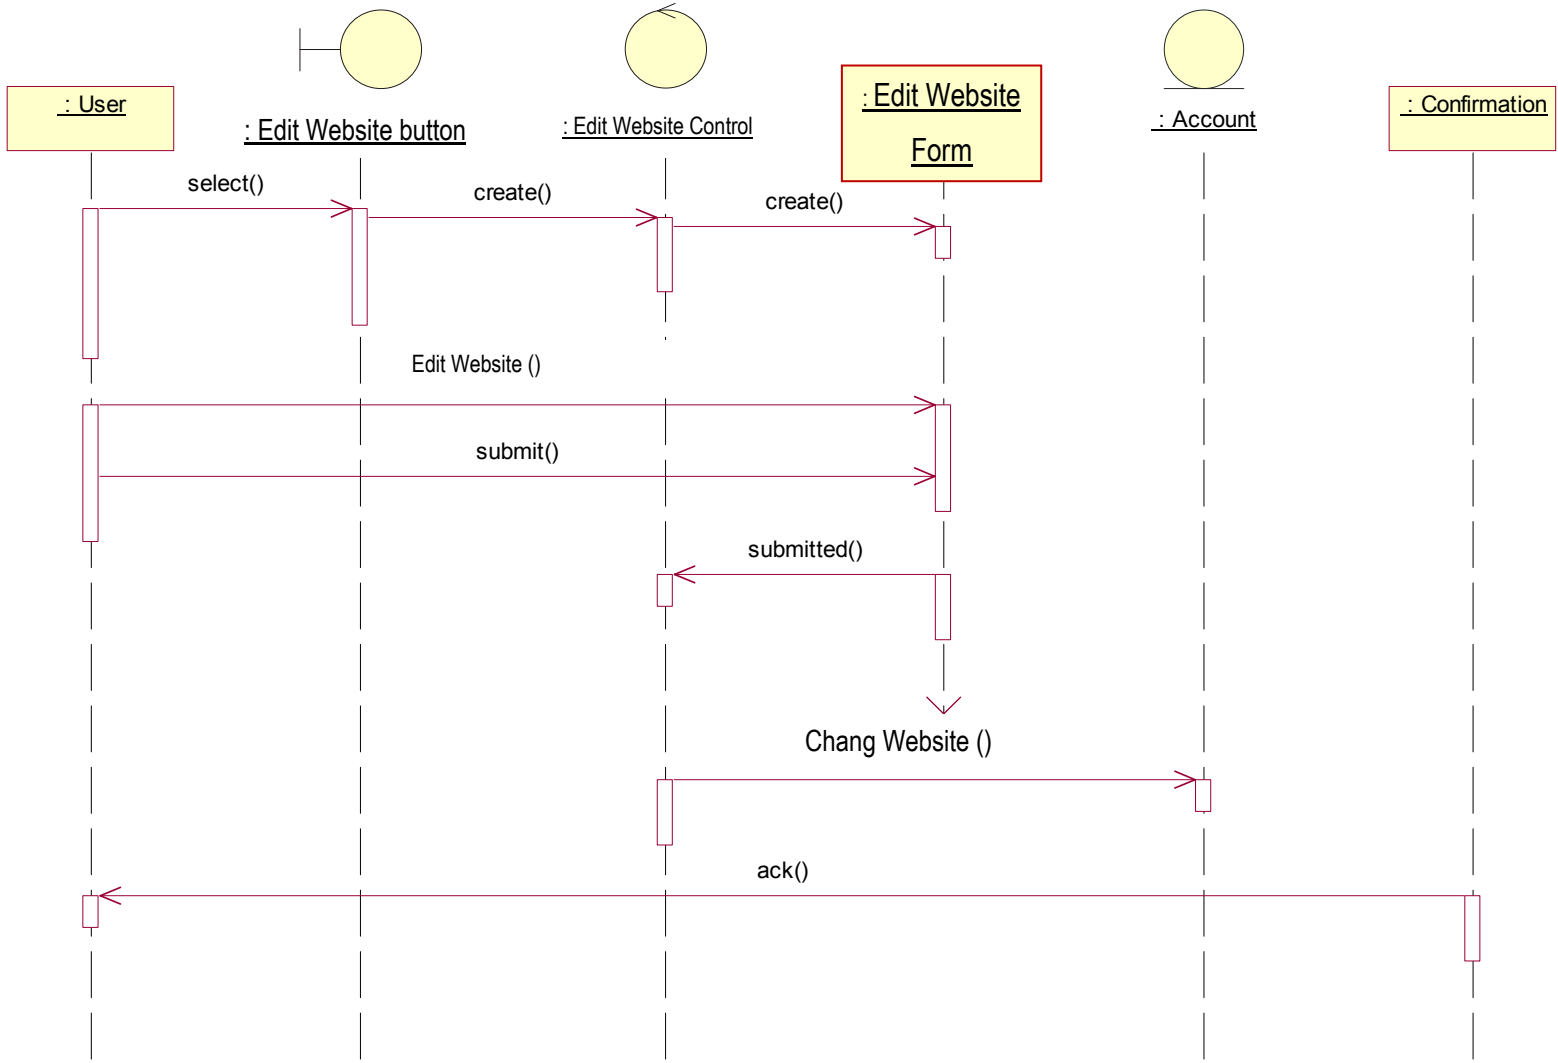 : User
: Edit Website button
: Edit Website Control
: Edit Website
Form
: Account
: Confirmation
select()
create()
create()
Edit Website ()
submit()
submitted()
Chang Website ()
ack()